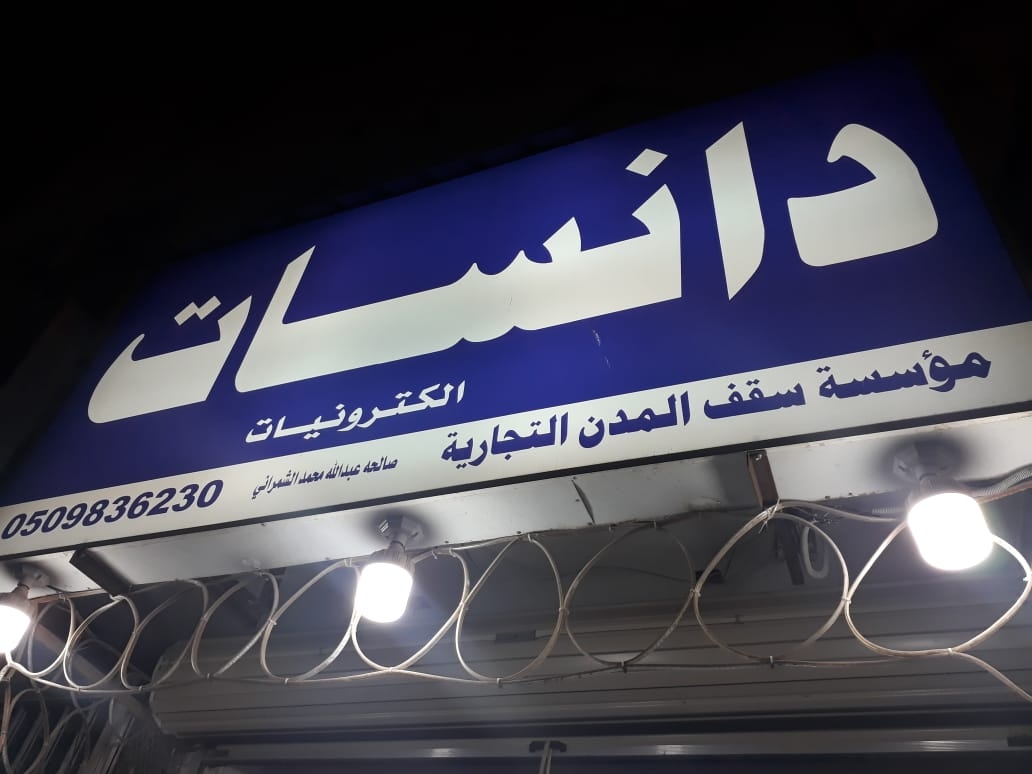 دانسات
الكترونيات
مؤسسة سقف المدن التجارية
صالحه عبدالله محمد الشمراني
0509836230